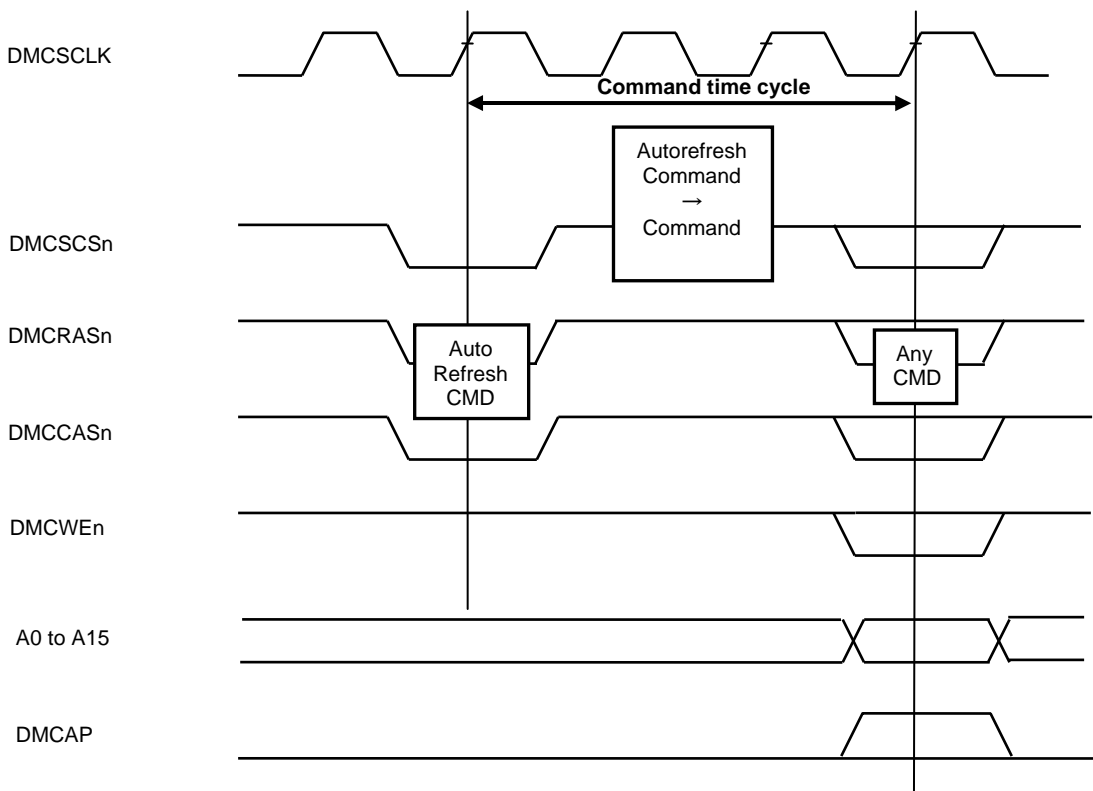 DMCSCLK
Command time cycle
Autorefresh
Command
→
Command
DMCSCSn
DMCRASn
Auto
Refresh
CMD
Any
CMD
DMCCASn
DMCWEn
A0 to A15
DMCAP